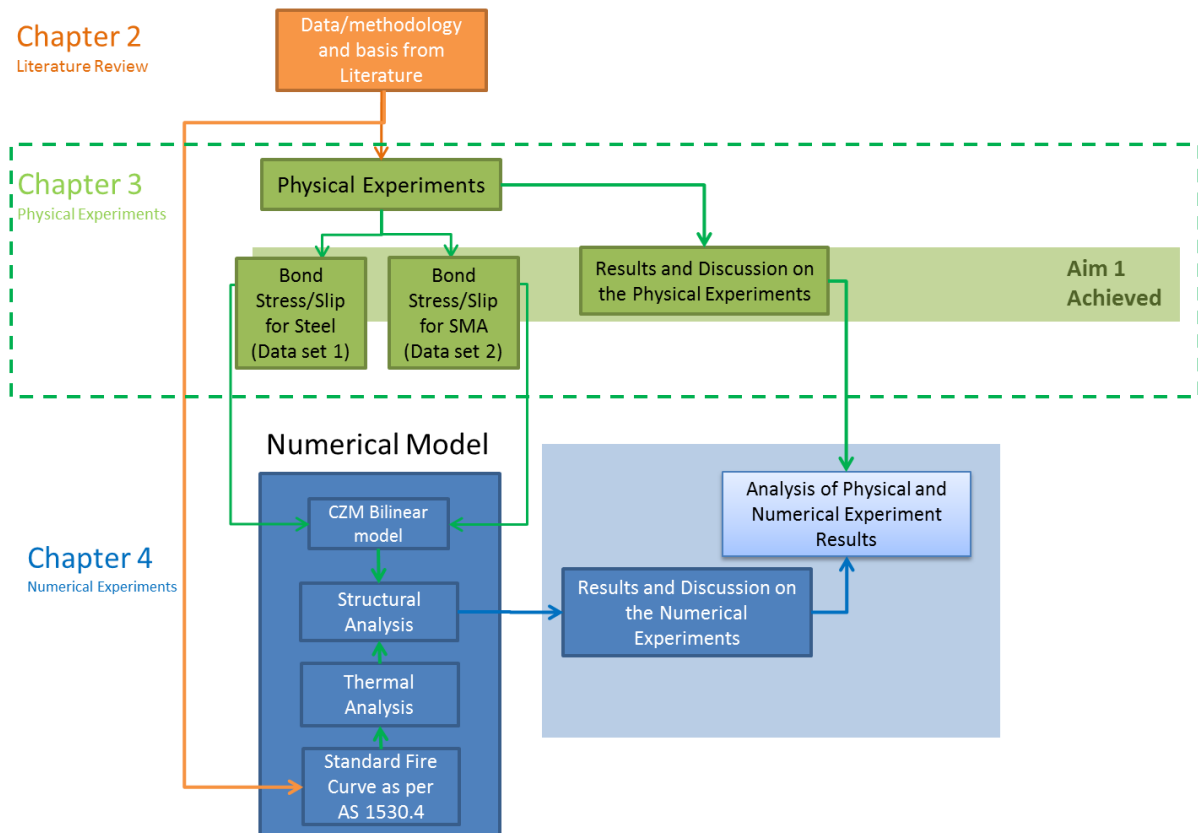 Chapter 2
Literature Review
Data/methodology
and basis from
Literature
Chapter 3
Physical Experiments
Physical Experiments
Bond
Stress/Slip
for Steel
(Data set 1)
Bond
Stress/Slip
for SMA
(Data set 2)
Results and Discussion on
the Physical Experiments
Aim 1
Achieved
Numerical Model
Chapter 4
Numerical Experiments
CZM Bilinear
model
Structural
Analysis
Thermal
Analysis
Standard Fire
Curve as per
AS 1530.4
Analysis of Physical and
Numerical Experiment
Results
Results and Discussion on
the Numerical
Experiments